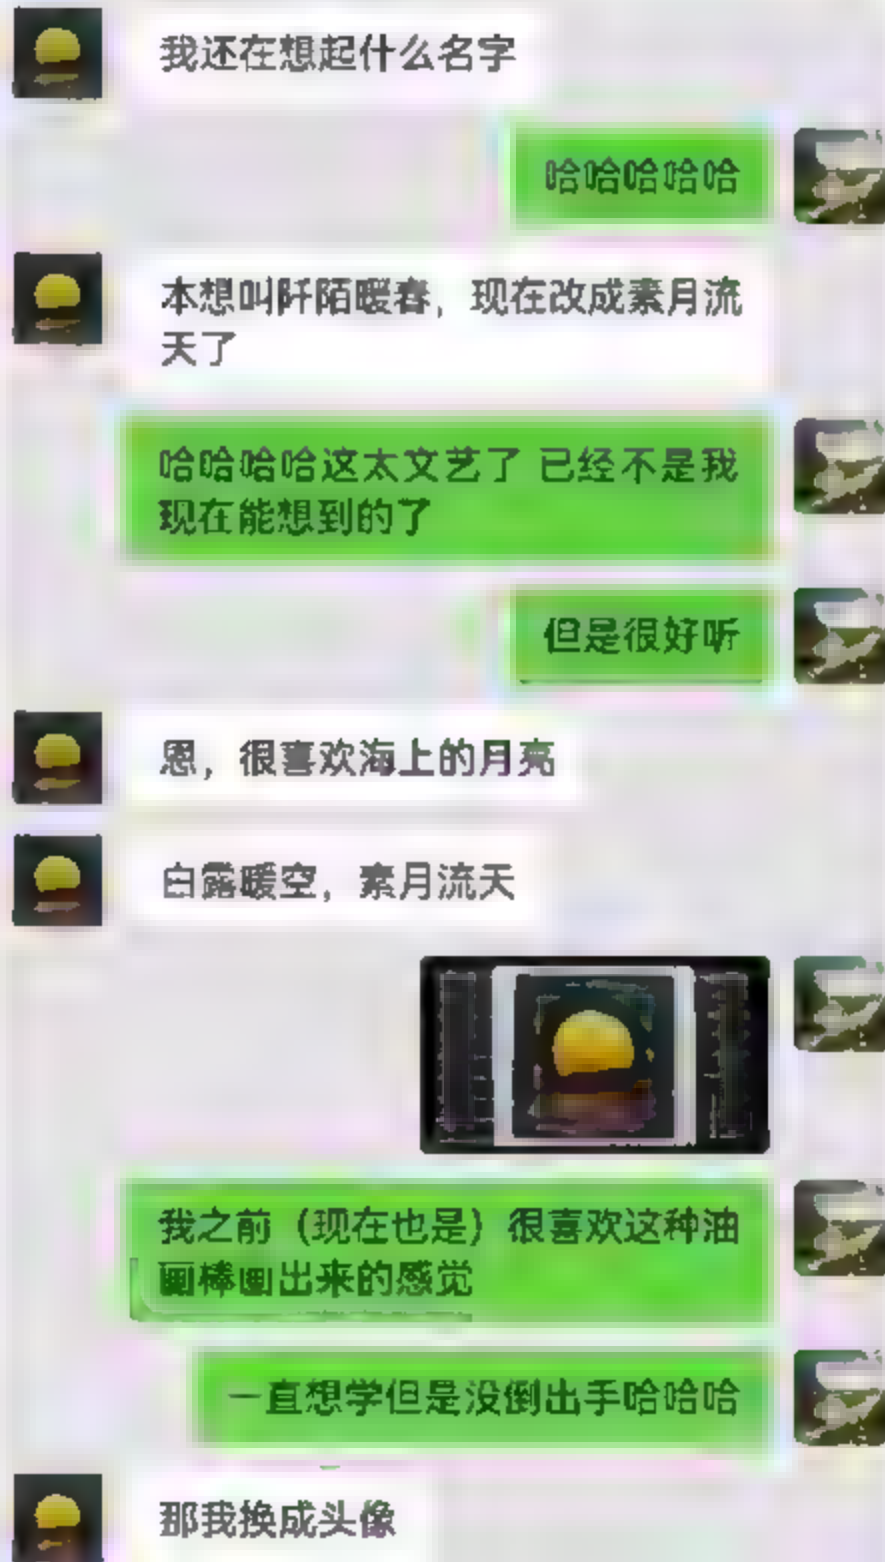 我还在想起什么名字
哈哈哈哈哈
本想叫阡陌暖春，现在改成素月流
天了
哈哈哈哈这太文艺了 已经不是我
现在能想到的了
但是很好听
恩，很喜欢海上的月亮
白露暖空，素月流天
我之前（现在也是）很喜欢这种油
画棒画出来的感觉
一直想学但是没倒出手哈哈哈
那我换成头像